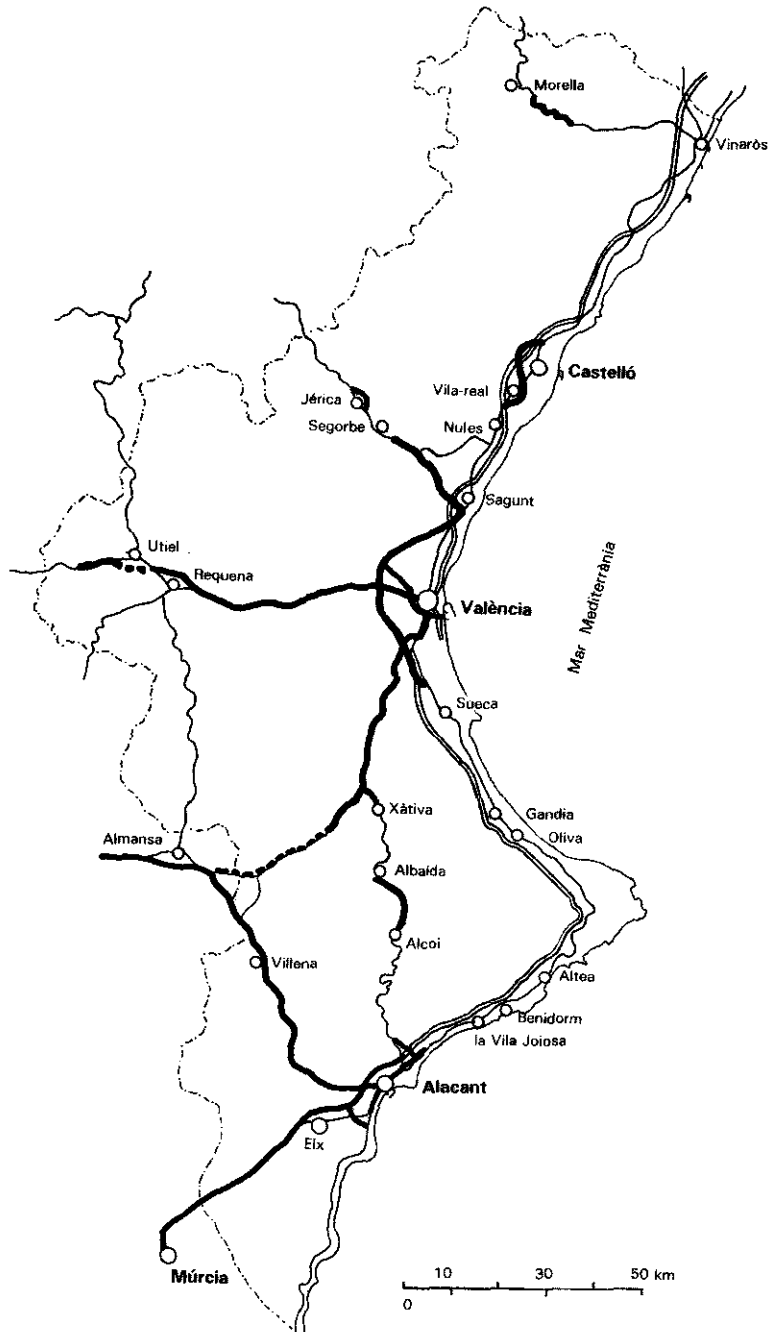 Morella
Vinaròs
Castelló
Vila-real
Jérica
Segorbe
Nules
Sagunt
Utiel
Requena
València
Mar Mediterrània
Sueca
Xàtiva
Gandia
Oliva
Almansa
Albaida
Alcoi
Villena
Altea
Benidorm
la Vila Joiosa
Alacant
Elx
Múrcia
10 30 50 km
0